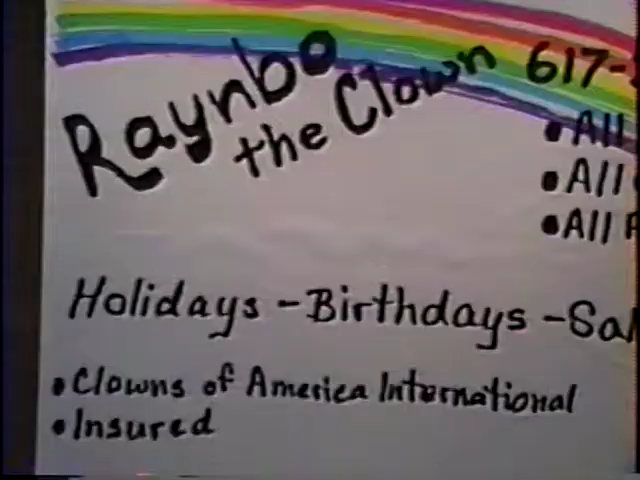 Raynbo
the Clown
617-
•All
•All
•All
Holidays - Birthdays -
•Clowns of America International
•Insured